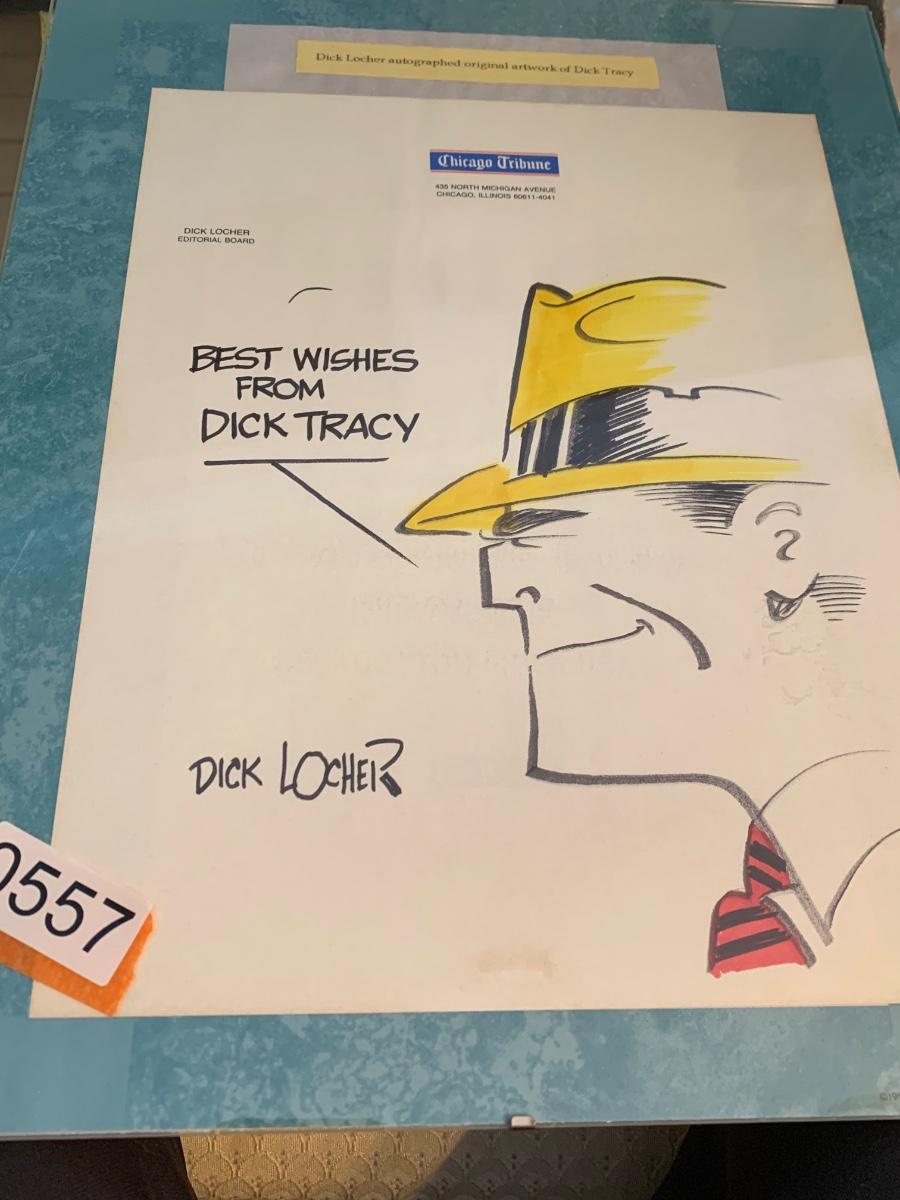 Dick Locher autographed original artwork of Dick Tracy
Chicago Tribune
435 NORTH MICHIGAN AVENUE
CHICAGO, ILLINOIS 60611-4041
DICK LOCHER
EDITORIAL BOARD
BEST WISHES
FROM
DICK TRACY
DICK LOCHER
0557